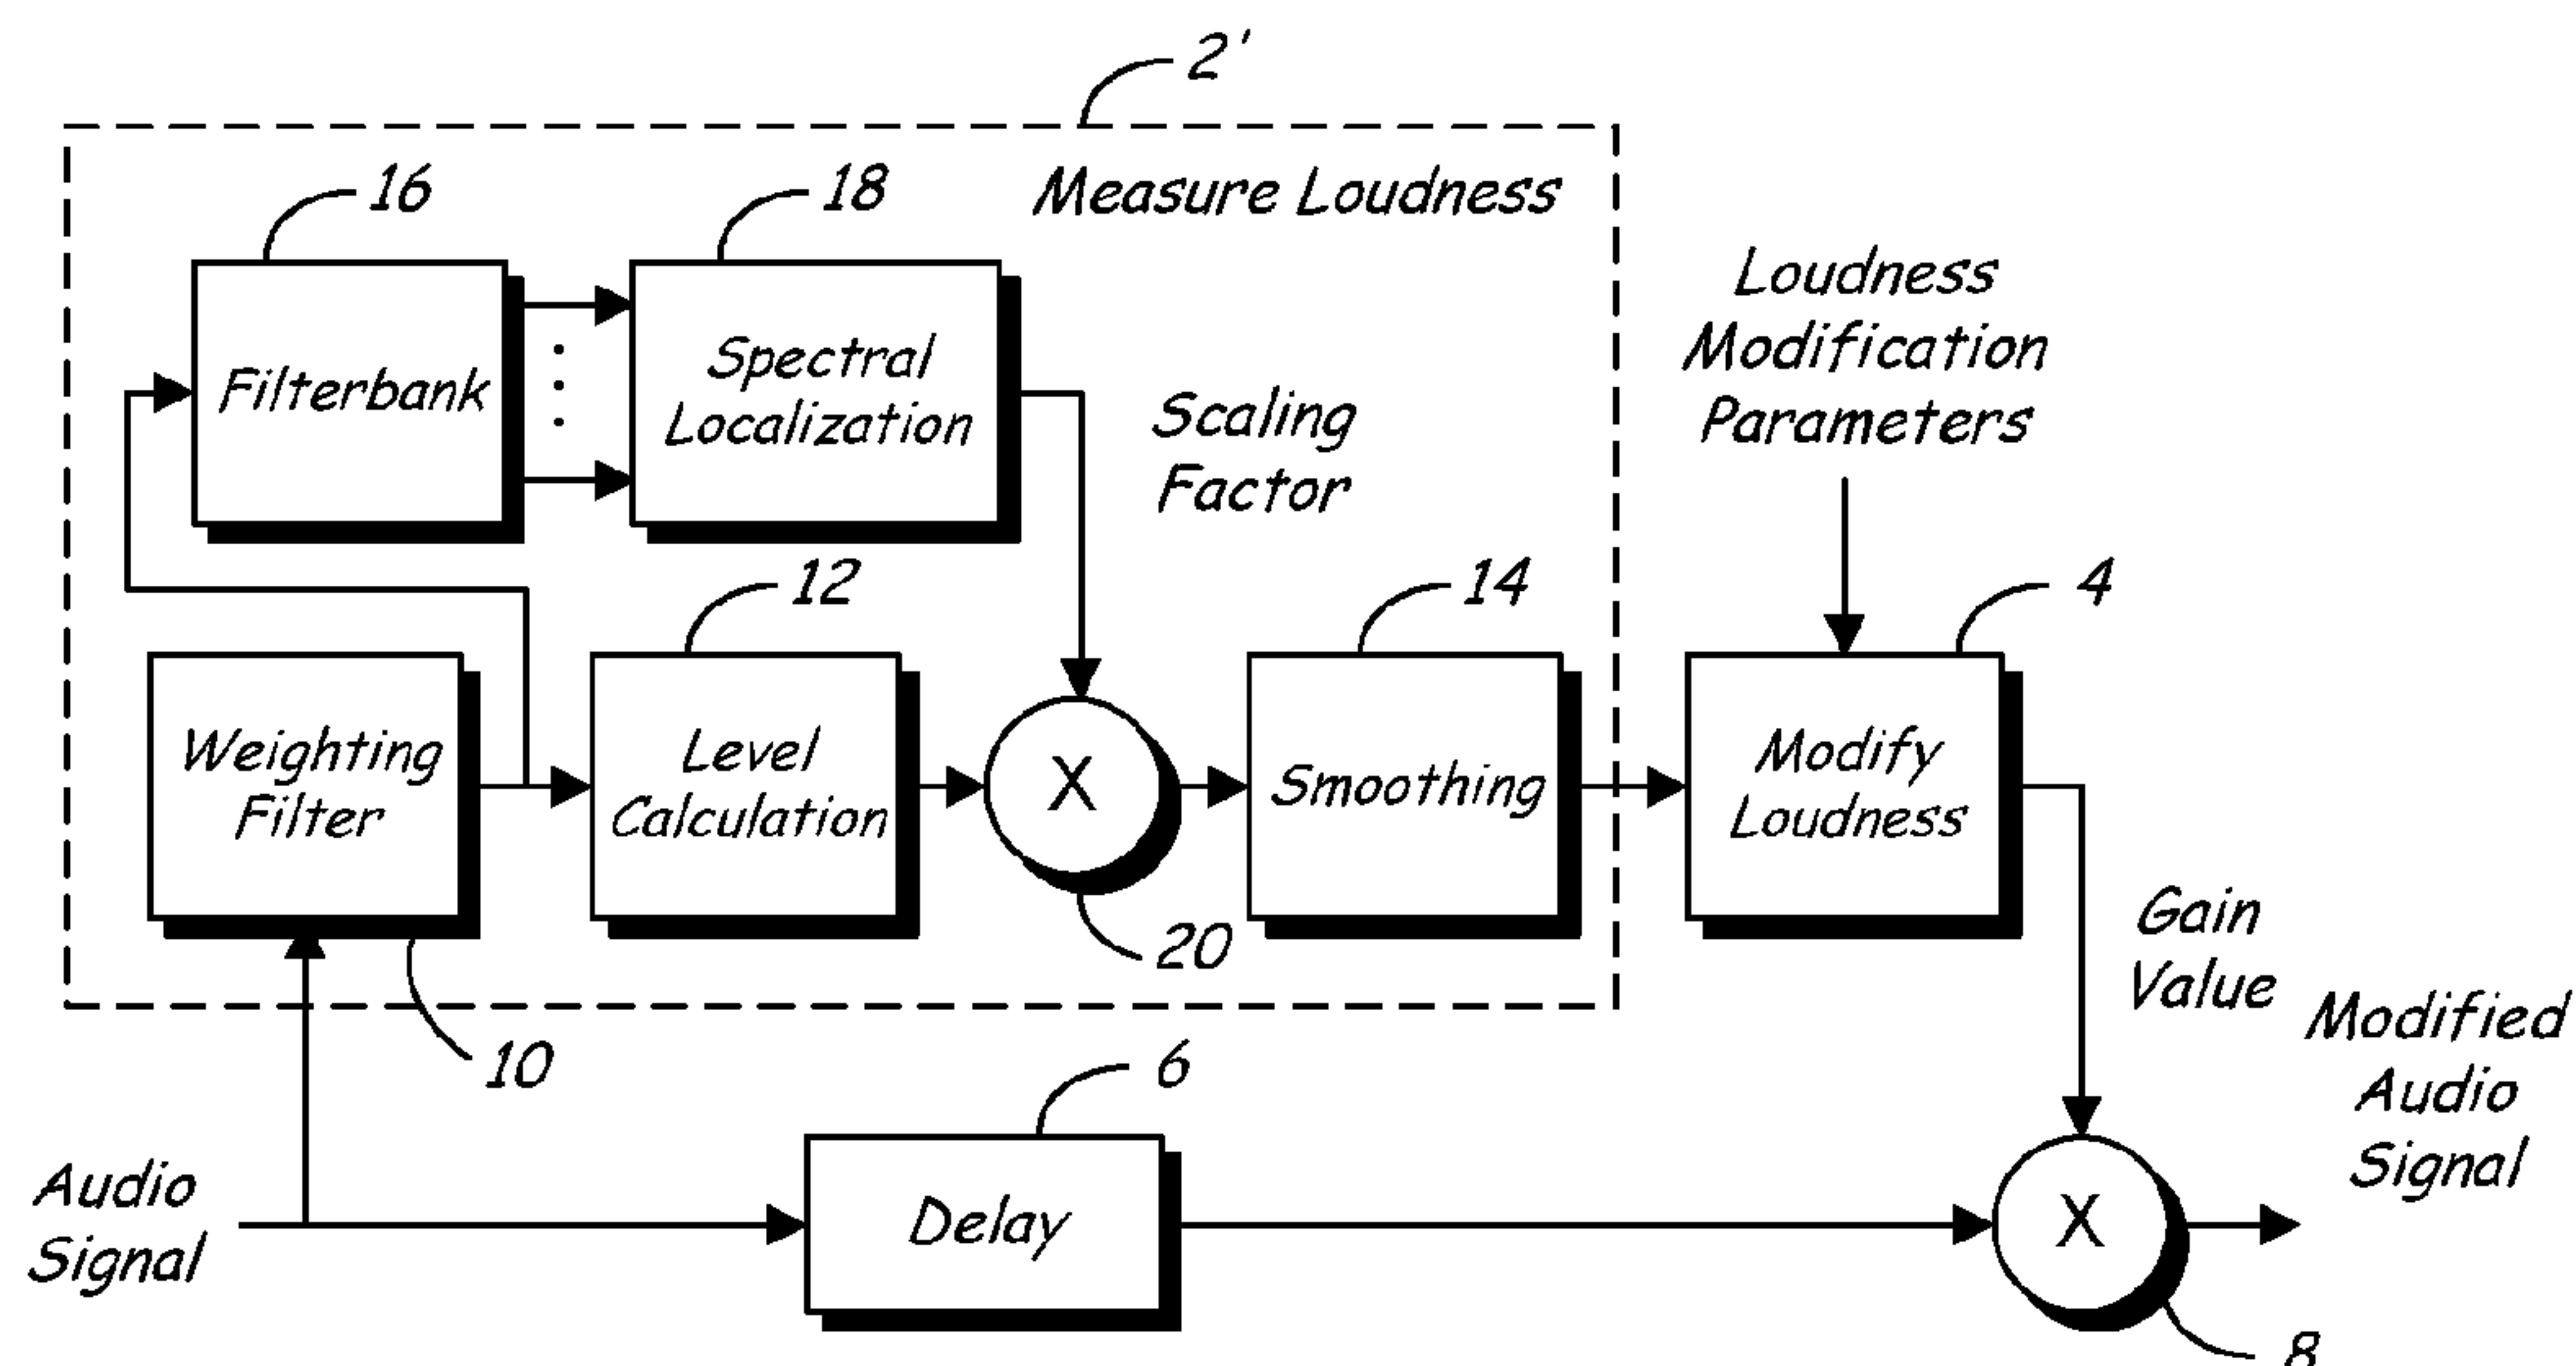 2'
16
18
Measure Loudness
Filterbank
Spectral
Localization
Scaling
Factor
Loudness
Modification
Parameters
12
14
4
Weighting
Filter
Level
Calculation
X
Smoothing
Modify
Loudness
20
10
Gain
Value
6
Audio
Signal
Delay
X
Modified
Audio
Signal
8